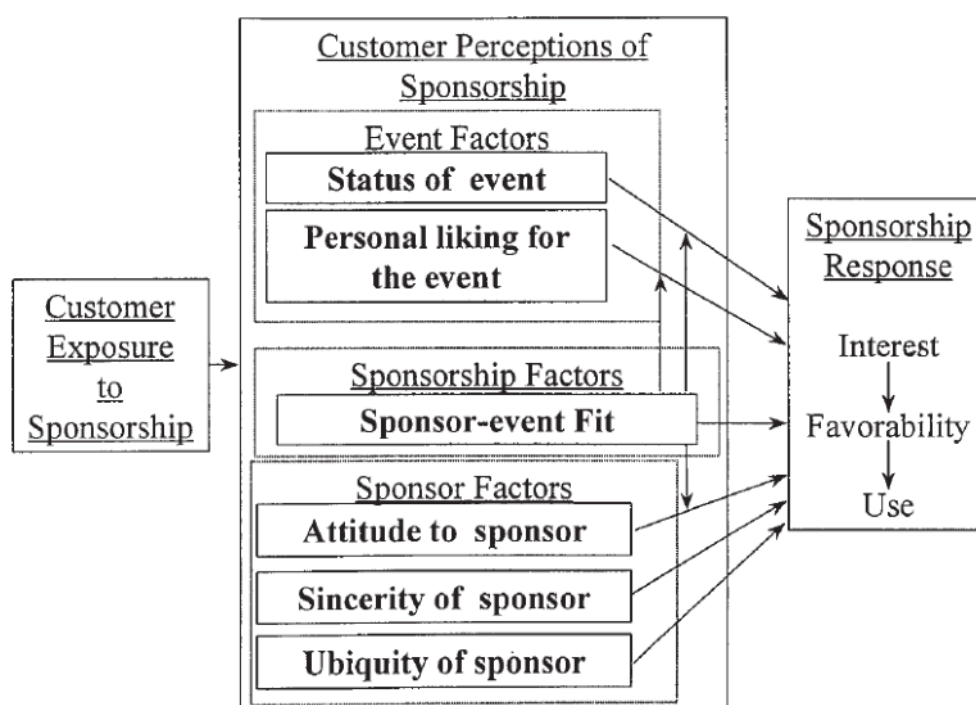 Customer Perceptions of
Sponsorship
Event Factors
Status of event
Personal liking for
the event
Customer
Exposure
to
Sponsorship
Sponsorship Factors
Sponsor-event Fit
Sponsor Factors
Attitude to sponsor
Sincerity of sponsor
Ubiquity of sponsor
Sponsorship
Response
Interest
Favorability
Use